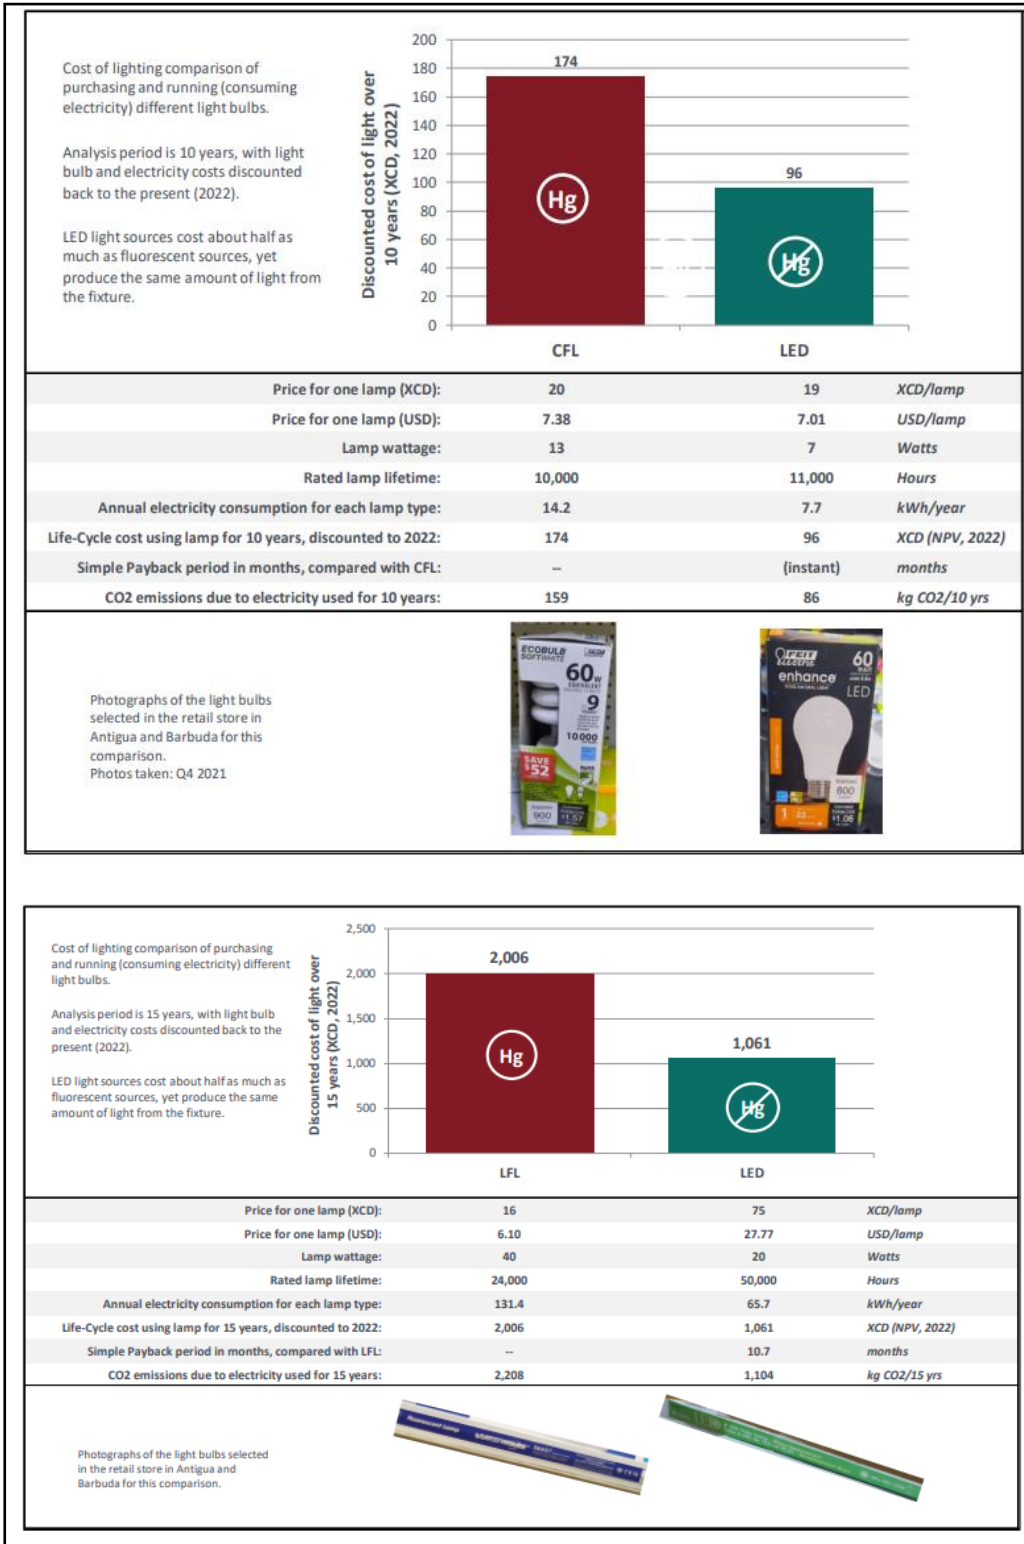 Cost of lighting comparison of
purchasing and running (consuming
electricity) different light bulbs.
Analysis period is 10 years, with light
bulb and electricity costs discounted
back to the present (2022).
LED light sources cost about half as
much as fluorescent sources, yet
produce the same amount of light from
the fixture.
Discounted cost of light over
10 years (XCD, 2022)
200
180
160
140
120
100
80
60
40
20
0
174
96
Hg
Hg
CFL LED
Price for one lamp (XCD): 20 19 XCD/lamp
Price for one lamp (USD): 7.38 7.01 USD/lamp
Lamp wattage: 13 7 Watts
Rated lamp lifetime: 10,000 11,000 Hours
Annual electricity consumption for each lamp type: 14.2 7.7 kWh/year
Life-Cycle cost using lamp for 10 years, discounted to 2022: 174 96 XCD (NPV, 2022)
Simple Payback period in months, compared with CFL: -- (instant) months
CO2 emissions due to electricity used for 10 years: 159 86 kg CO2/10 yrs
Photographs of the light bulbs
selected in the retail store in
Antigua and Barbuda for this
comparison.
Photos taken: Q4 2021
ECOBULB
SOFTWHITE
60W
EQUIVALENT
9
10000
SAVE
$52
900
$1.57
FEIT
ELECTRIC
60
WATT
enhance
LED
800
1
22
$1.06
Cost of lighting comparison of purchasing
and running (consuming electricity) different
light bulbs.
Analysis period is 15 years, with light bulb
and electricity costs discounted back to the
present (2022).
LED light sources cost about half as much as
fluorescent sources, yet produce the same
amount of light from the fixture.
Discounted cost of light over
15 years (XCD, 2022)
2,500
2,000
1,500
1,000
500
0
2,006
1,061
Hg
Hg
LFL LED
Price for one lamp (XCD): 16 75 XCD/lamp
Price for one lamp (USD): 6.10 27.77 USD/lamp
Lamp wattage: 40 20 Watts
Rated lamp lifetime: 24,000 50,000 Hours
Annual electricity consumption for each lamp type: 131.4 65.7 kWh/year
Life-Cycle cost using lamp for 15 years, discounted to 2022: 2,006 1,061 XCD (NPV, 2022)
Simple Payback period in months, compared with LFL: -- 10.7 months
CO2 emissions due to electricity used for 15 years: 2,208 1,104 kg CO2/15 yrs
fluorescent lamp
LED
Photographs of the light bulbs selected
in the retail store in Antigua and
Barbuda for this comparison.